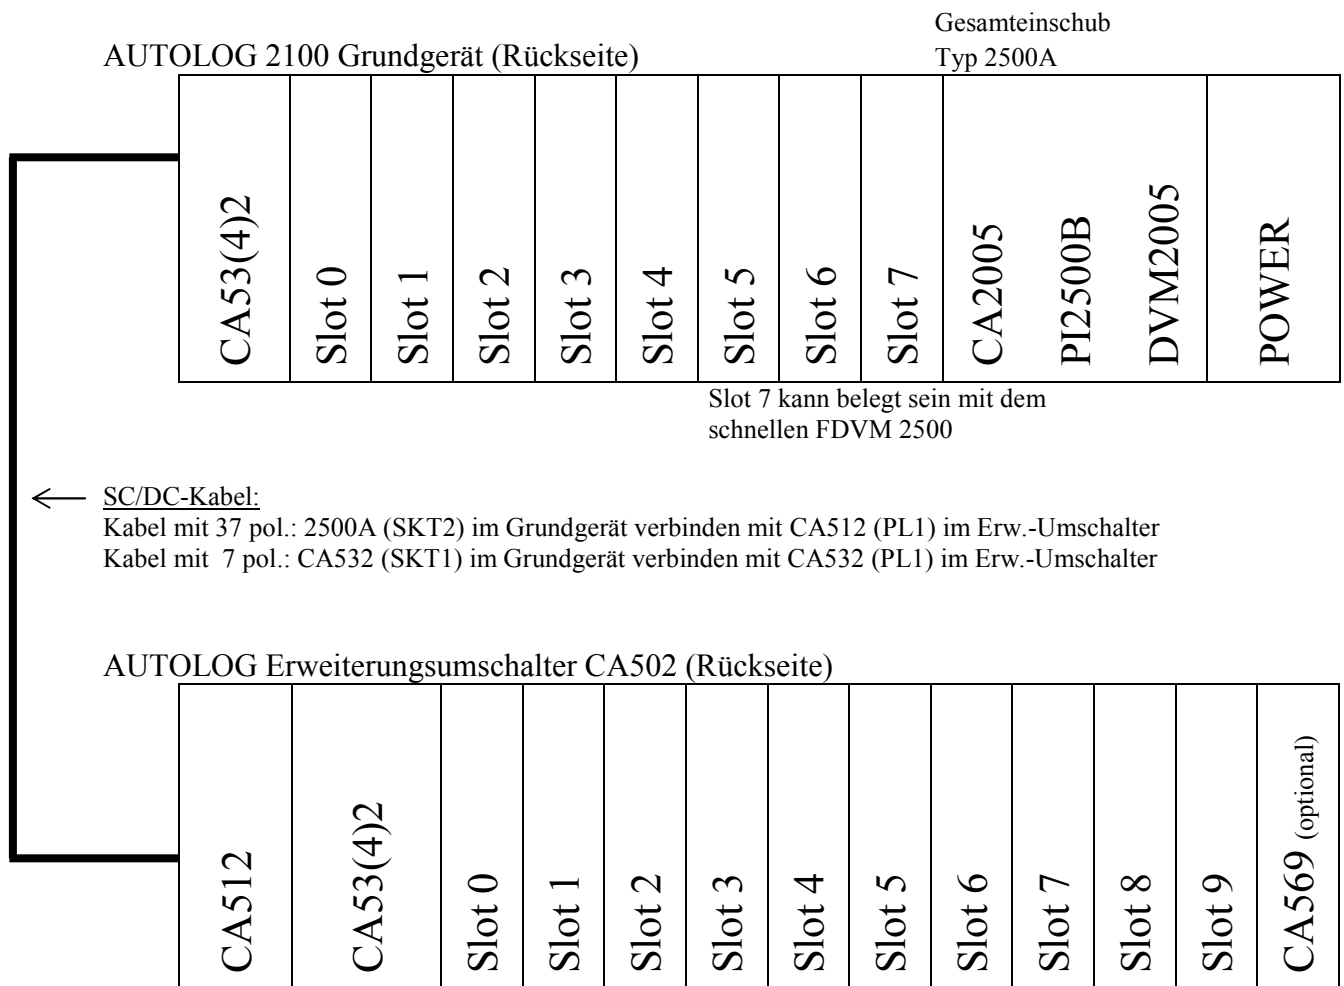 Gesamteinschub
AUTOLOG 2100 Grundgerät (Rückseite)
Typ 2500A
CA53(4)2
Slot 0
Slot 1
Slot 2
Slot 3
Slot 4
Slot 5
Slot 6
Slot 7
CA2005
PI2500B
DVM2005
POWER
Slot 7 kann belegt sein mit dem
schnellen FDVM 2500
SC/DC-Kabel:
Kabel mit 37 pol.: 2500A (SKT2) im Grundgerät verbinden mit CA512 (PL1) im Erw.-Umschalter
Kabel mit  7 pol.: CA532 (SKT1) im Grundgerät verbinden mit CA532 (PL1) im Erw.-Umschalter
AUTOLOG Erweiterungsumschalter CA502 (Rückseite)
CA512
CA53(4)2
Slot 0
Slot 1
Slot 2
Slot 3
Slot 4
Slot 5
Slot 6
Slot 7
Slot 8
Slot 9
CA569 (optional)